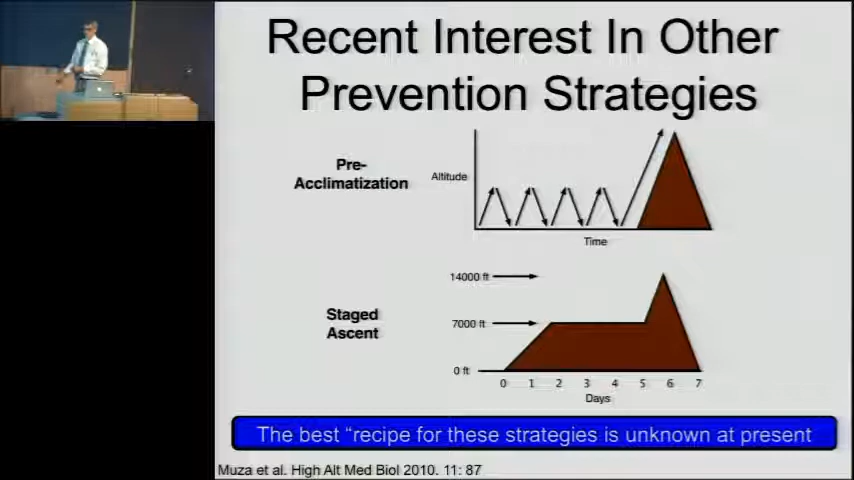 Recent Interest In Other
Prevention Strategies
Pre-
Acclimatization
Altitude
Time
14000 ft
Staged
Ascent
7000 ft
0 ft
0 1 2 3 4 5 6 7
Days
The best “recipe for these strategies is unknown at present
Muza et al. High Alt Med Biol 2010. 11: 87